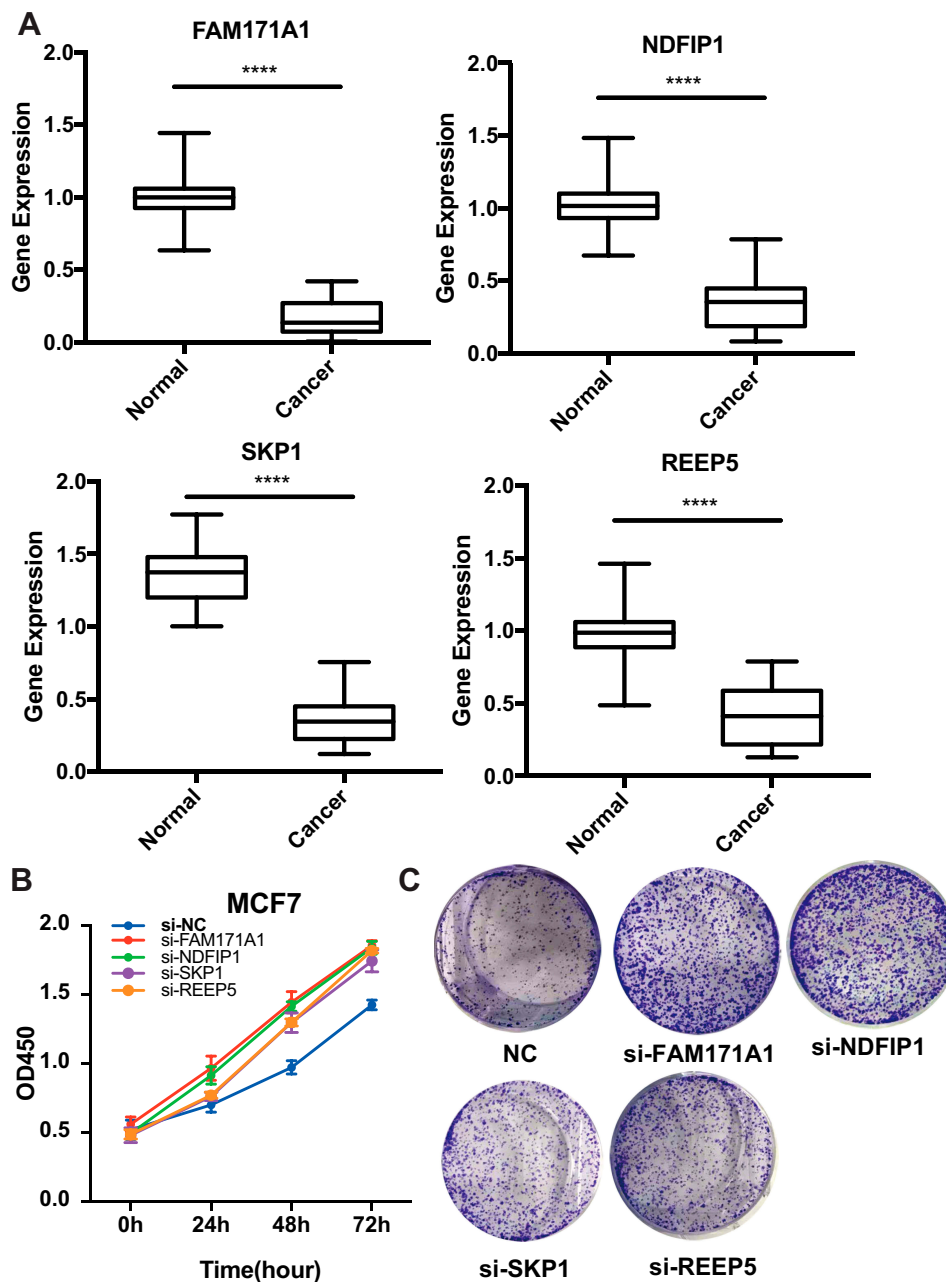 A
FAM171A1
****
Gene Expression
2.0
1.5
1.0
0.5
0.0
Normal
Cancer
NDFIP1
****
Gene Expression
2.0
1.5
1.0
0.5
0.0
Normal
Cancer
SKP1
****
Gene Expression
2.0
1.5
1.0
0.5
0.0
Normal
Cancer
REEP5
****
Gene Expression
2.0
1.5
1.0
0.5
0.0
Normal
Cancer
B
MCF7
si-NC
si-FAM171A1
si-NDFIP1
si-SKP1
si-REEP5
OD450
2.0
1.5
1.0
0.5
0.0
0h
24h
48h
72h
Time(hour)
C
NC
si-FAM171A1
si-NDFIP1
si-SKP1
si-REEP5